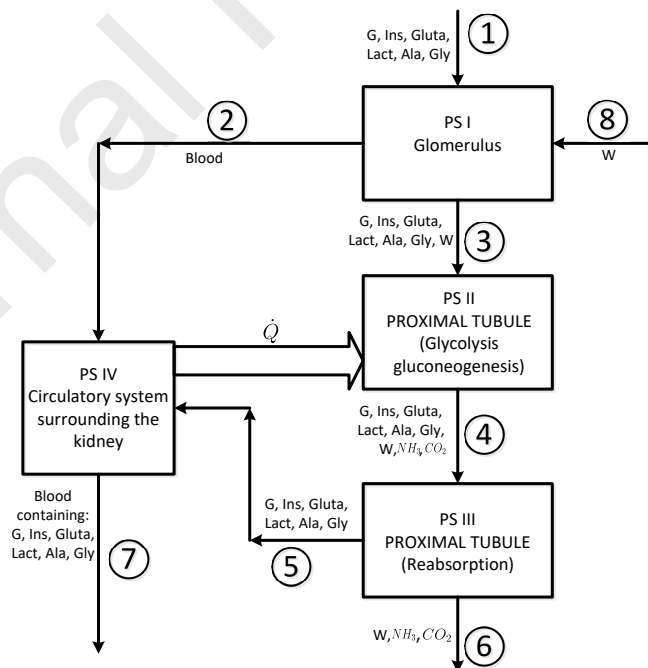 G, Ins, Gluta,
Lact, Ala, Gly
1
PS I
Glomerulus
2
Blood
8
W
G, Ins, Gluta,
Lact, Ala, Gly, W
3
PS II
PROXIMAL TUBULE
(Glycolysis
gluconeogenesis)
Q̇
PS IV
Circulatory system
surrounding the
kidney
G, Ins, Gluta,
Lact, Ala, Gly,
W,NH₃,CO₂
4
PS III
PROXIMAL TUBULE
(Reabsorption)
G, Ins, Gluta,
Lact, Ala, Gly
5
Blood
containing:
G, Ins, Gluta,
Lact, Ala, Gly
7
W,NH₃,CO₂
6